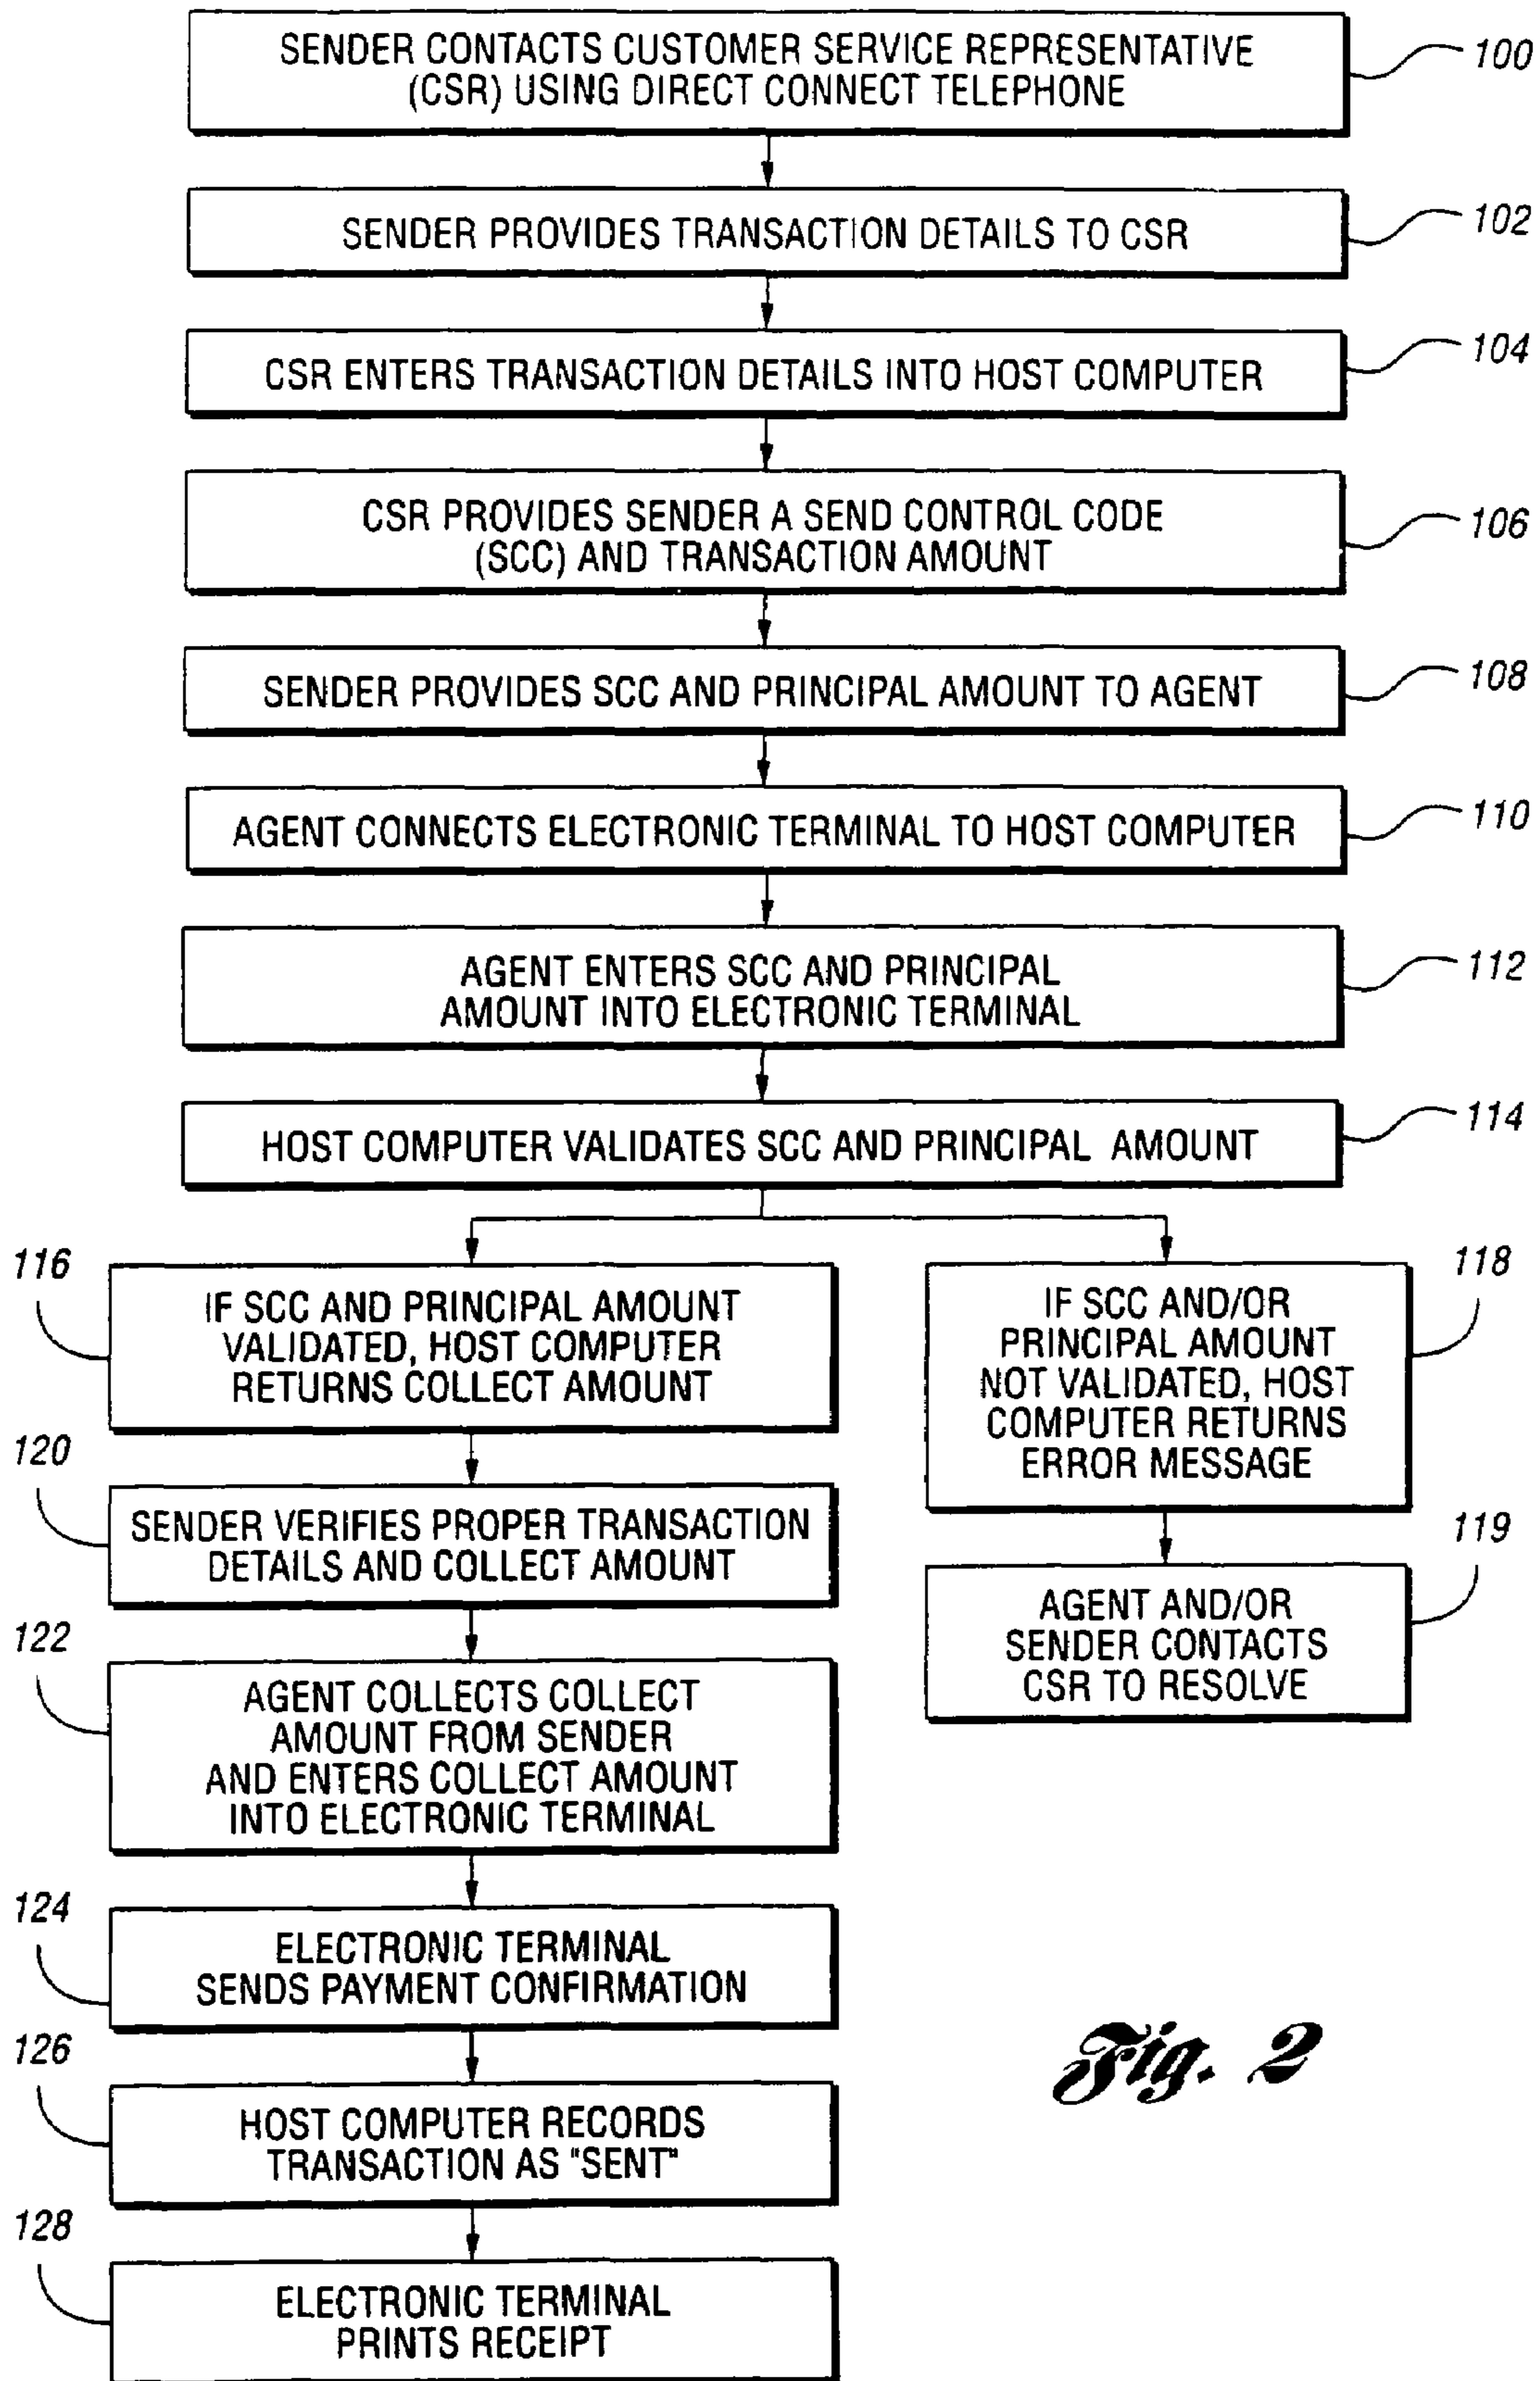 SENDER CONTACTS CUSTOMER SERVICE REPRESENTATIVE
(CSR) USING DIRECT CONNECT TELEPHONE
100
SENDER PROVIDES TRANSACTION DETAILS TO CSR
102
CSR ENTERS TRANSACTION DETAILS INTO HOST COMPUTER
104
CSR PROVIDES SENDER A SEND CONTROL CODE
(SCC) AND TRANSACTION AMOUNT
106
SENDER PROVIDES SCC AND PRINCIPAL AMOUNT TO AGENT
108
AGENT CONNECTS ELECTRONIC TERMINAL TO HOST COMPUTER
110
AGENT ENTERS SCC AND PRINCIPAL
AMOUNT INTO ELECTRONIC TERMINAL
112
HOST COMPUTER VALIDATES SCC AND PRINCIPAL AMOUNT
114
116
IF SCC AND PRINCIPAL AMOUNT
VALIDATED, HOST COMPUTER
RETURNS COLLECT AMOUNT
118
IF SCC AND/OR
PRINCIPAL AMOUNT
NOT VALIDATED, HOST
COMPUTER RETURNS
ERROR MESSAGE
120
SENDER VERIFIES PROPER TRANSACTION
DETAILS AND COLLECT AMOUNT
119
AGENT AND/OR
SENDER CONTACTS
CSR TO RESOLVE
122
AGENT COLLECTS COLLECT
AMOUNT FROM SENDER
AND ENTERS COLLECT AMOUNT
INTO ELECTRONIC TERMINAL
124
ELECTRONIC TERMINAL
SENDS PAYMENT CONFIRMATION
126
HOST COMPUTER RECORDS
TRANSACTION AS "SENT"
128
ELECTRONIC TERMINAL
PRINTS RECEIPT
Fig. 2